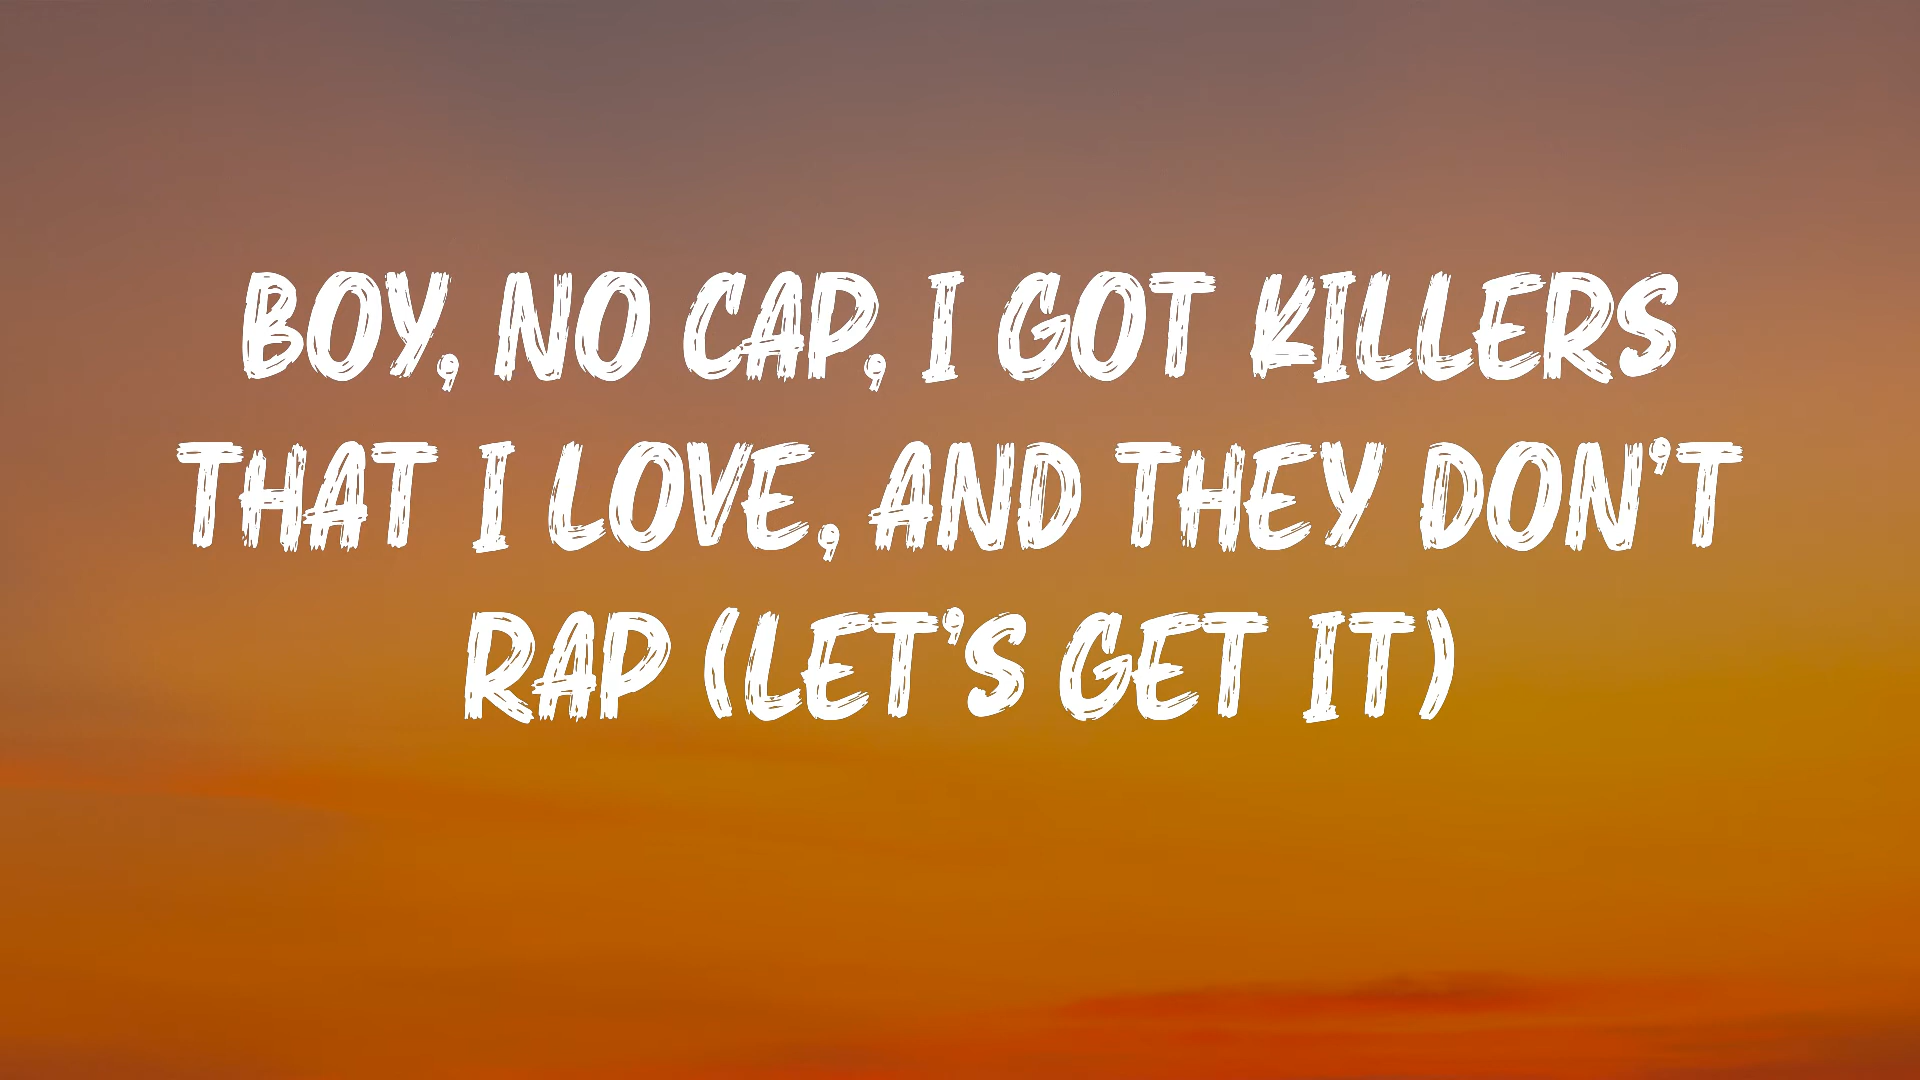 BOY, NO CAP, I GOT KILLERS
THAT I LOVE, AND THEY DON'T
RAP (LET'S GET IT)